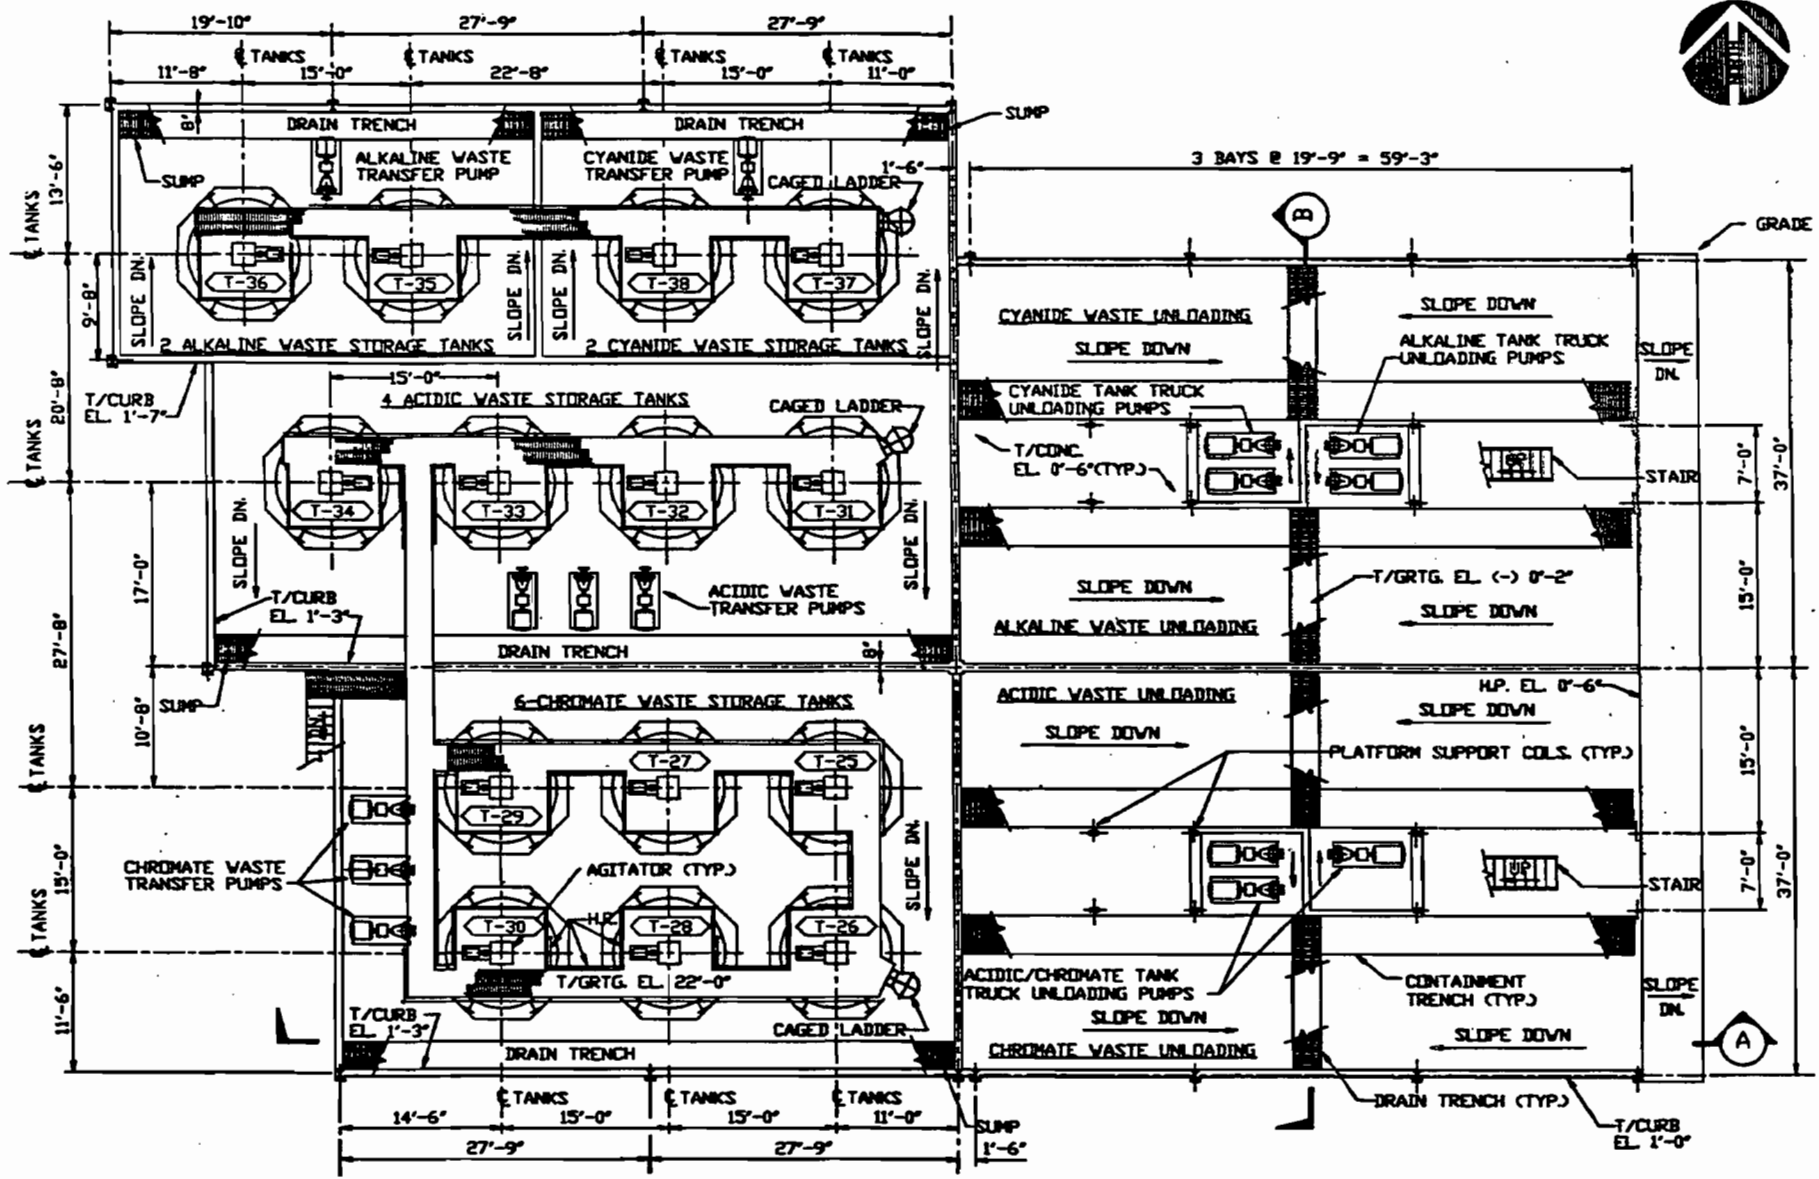 19'-10"
27'-9"
27'-9"
℄ TANKS
℄ TANKS
℄ TANKS
℄ TANKS
11'-8"
15'-0"
22'-8"
15'-0"
11'-0"
NORTH
8"
DRAIN TRENCH
DRAIN TRENCH
SUMP
SUMP
ALKALINE WASTE
TRANSFER PUMP
CYANIDE WASTE
TRANSFER PUMP
1'-6"
CAGED LADDER
3 BAYS @ 19'-9" = 59'-3"
B
GRADE
13'-6"
℄ TANKS
9'-8"
SLOPE DN.
T-36
T-35
SLOPE DN.
SLOPE DN.
T-38
T-37
SLOPE DN.
2 ALKALINE WASTE STORAGE TANKS
2 CYANIDE WASTE STORAGE TANKS
CYANIDE WASTE UNLOADING
SLOPE DOWN
SLOPE DOWN
ALKALINE TANK TRUCK
UNLOADING PUMPS
SLOPE
DN.
T/CURB
EL. 1'-7"
20'-8"
15'-0"
4 ACIDIC WASTE STORAGE TANKS
CAGED LADDER
CYANIDE TANK TRUCK
UNLOADING PUMPS
T/CONC.
EL. 0'-6"(TYP.)
UP
STAIR
7'-0"
37'-0"
℄ TANKS
T-34
T-33
T-32
T-31
SLOPE DN.
SLOPE DN.
17'-0"
27'-8"
T/CURB
EL. 1'-3"
ACIDIC WASTE
TRANSFER PUMPS
SLOPE DOWN
T/GRTG. EL. (-) 0'-2"
SLOPE DOWN
15'-0"
ALKALINE WASTE UNLOADING
DRAIN TRENCH
8"
SUMP
10'-8"
DN.
6-CHROMATE WASTE STORAGE TANKS
ACIDIC WASTE UNLOADING
H.P. EL. 0'-6"
SLOPE DOWN
SLOPE DOWN
PLATFORM SUPPORT COLS. (TYP.)
15'-0"
℄ TANKS
T-27
T-25
T-29
SLOPE DN.
CHROMATE WASTE
TRANSFER PUMPS
15'-0"
AGITATOR (TYP.)
UP
STAIR
7'-0"
37'-0"
℄ TANKS
T-30
H.P.
T-28
T-26
T/GRTG. EL. 22'-0"
ACIDIC/CHROMATE TANK
TRUCK UNLOADING PUMPS
CONTAINMENT
TRENCH (TYP.)
SLOPE
DN.
11'-6"
T/CURB
EL. 1'-3"
CAGED LADDER
SLOPE DOWN
SLOPE DOWN
A
DRAIN TRENCH
CHROMATE WASTE UNLOADING
℄ TANKS
℄ TANKS
℄ TANKS
DRAIN TRENCH (TYP.)
14'-6"
15'-0"
15'-0"
11'-0"
SUMP
T/CURB
EL. 1'-0"
27'-9"
27'-9"
1'-6"